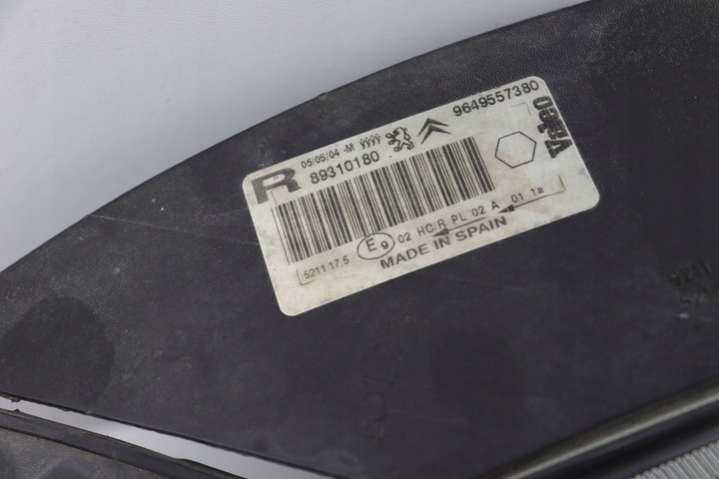 05/05/04 -M ÿÿÿÿ
9649557380
R 89310180
Valeo
E9 02 HC/R PL 02 A 01 1a
5211 17.5
MADE IN SPAIN